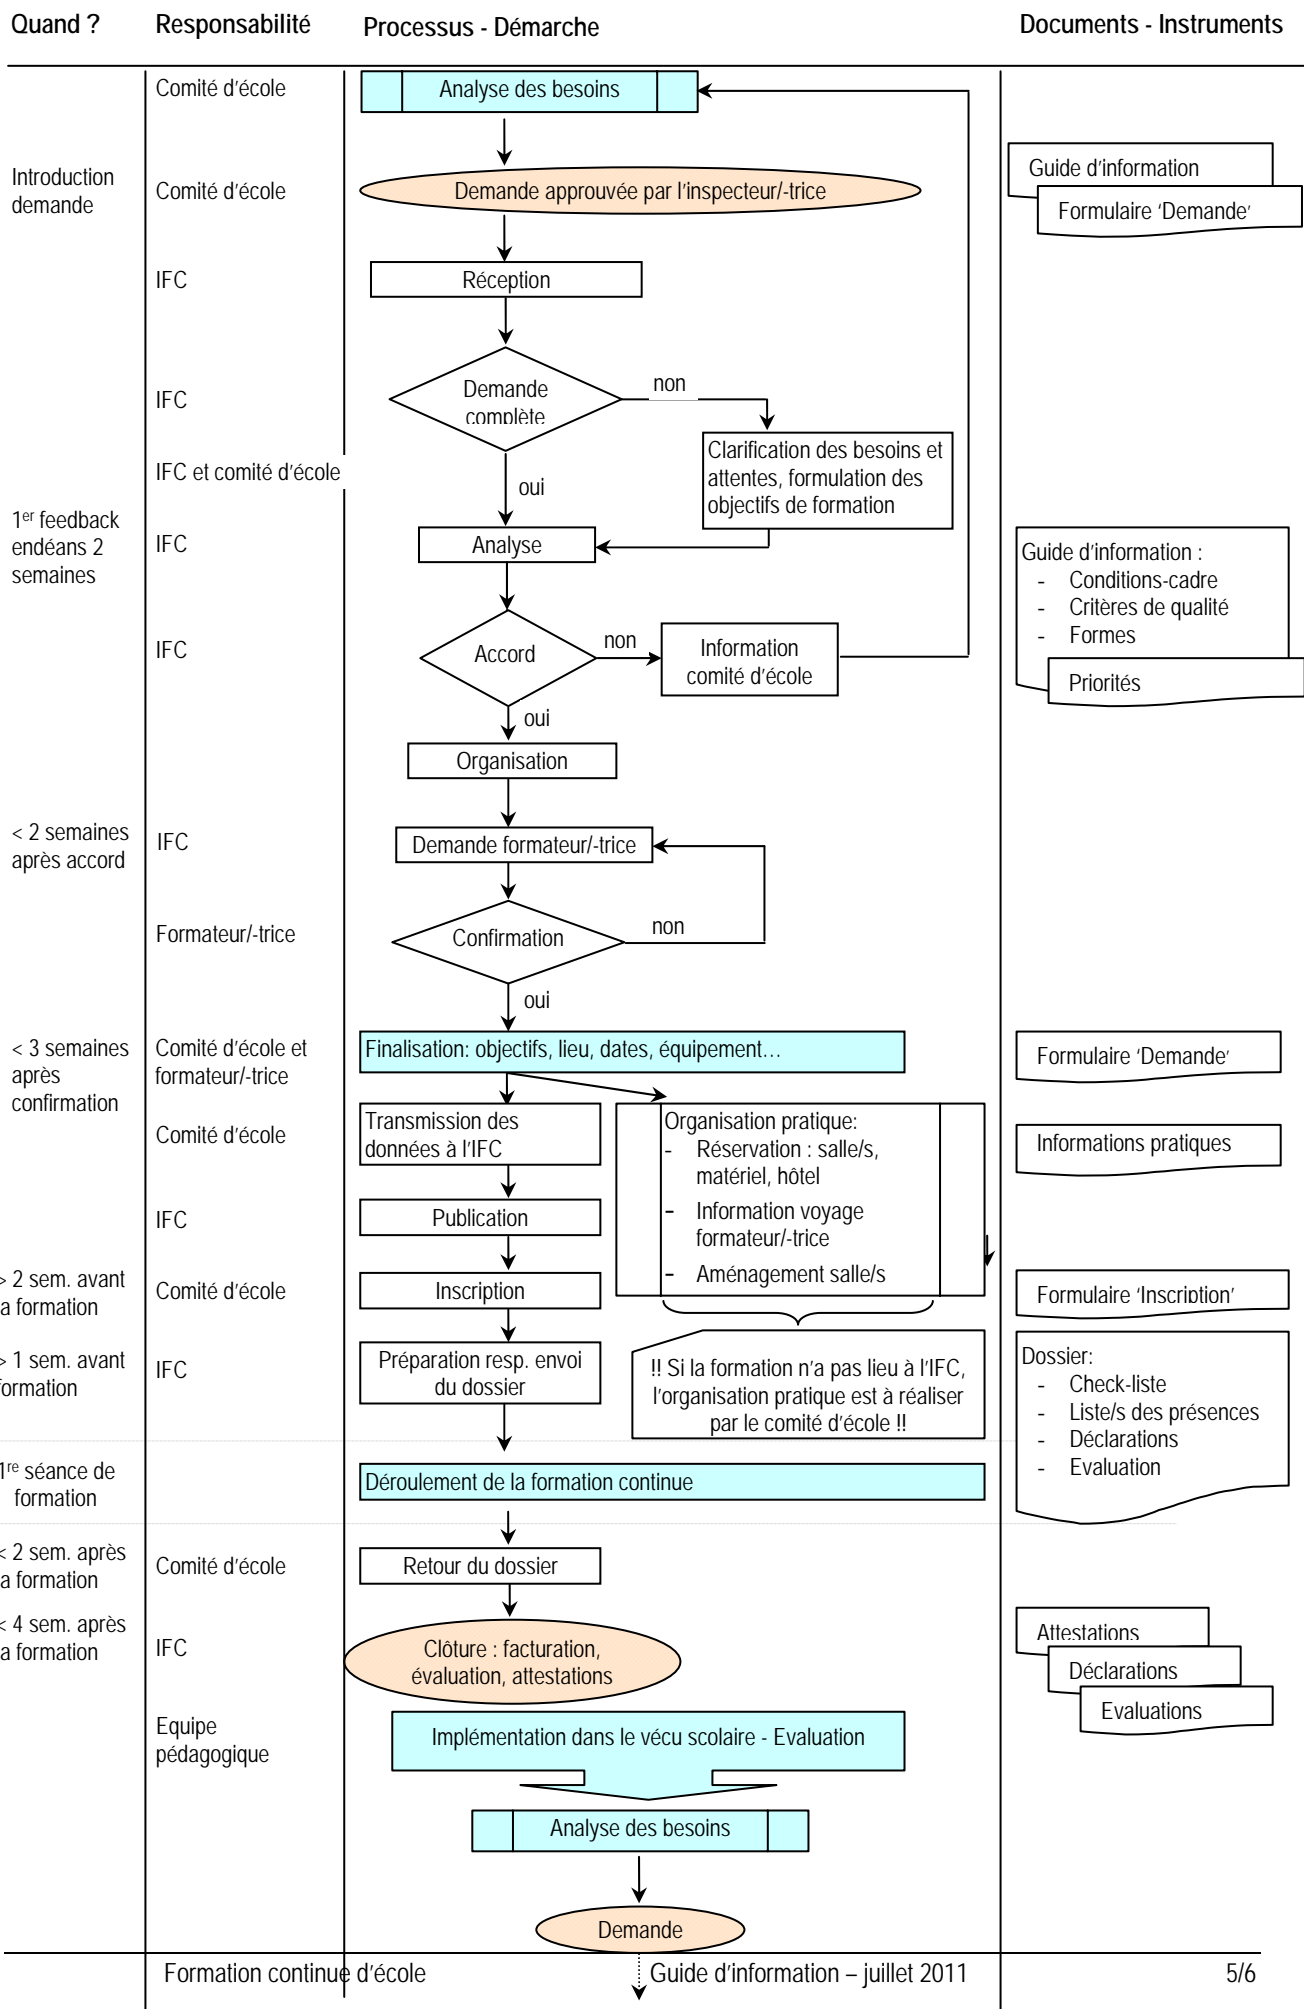 Quand ?
Responsabilité
Processus - Démarche
Documents - Instruments
Comité d'école
Analyse des besoins
Introduction
demande
Comité d'école
Demande approuvée par l'inspecteur/-trice
Guide d'information
Formulaire 'Demande'
IFC
Réception
IFC
Demande
complète
non
IFC et comité d'école
oui
Clarification des besoins et
attentes, formulation des
objectifs de formation
1er feedback
endéans 2
semaines
IFC
Analyse
Guide d'information :
- Conditions-cadre
- Critères de qualité
- Formes
Priorités
IFC
Accord
non
Information
comité d'école
oui
Organisation
< 2 semaines
après accord
IFC
Demande formateur/-trice
Formateur/-trice
Confirmation
non
oui
< 3 semaines
après
confirmation
Comité d'école et
formateur/-trice
Finalisation: objectifs, lieu, dates, équipement…
Formulaire 'Demande'
Comité d'école
Transmission des
données à l'IFC
Organisation pratique:
- Réservation : salle/s,
matériel, hôtel
- Information voyage
formateur/-trice
- Aménagement salle/s
Informations pratiques
IFC
Publication
> 2 sem. avant
la formation
Comité d'école
Inscription
Formulaire 'Inscription'
> 1 sem. avant
formation
IFC
Préparation resp. envoi
du dossier
!! Si la formation n'a pas lieu à l'IFC,
l'organisation pratique est à réaliser
par le comité d'école !!
Dossier:
- Check-liste
- Liste/s des présences
- Déclarations
- Evaluation
1re séance de
formation
Déroulement de la formation continue
< 2 sem. après
la formation
Comité d'école
Retour du dossier
< 4 sem. après
la formation
IFC
Clôture : facturation,
évaluation, attestations
Attestations
Déclarations
Evaluations
Equipe
pédagogique
Implémentation dans le vécu scolaire - Evaluation
Analyse des besoins
Demande
Formation continue d'école
Guide d'information – juillet 2011
5/6